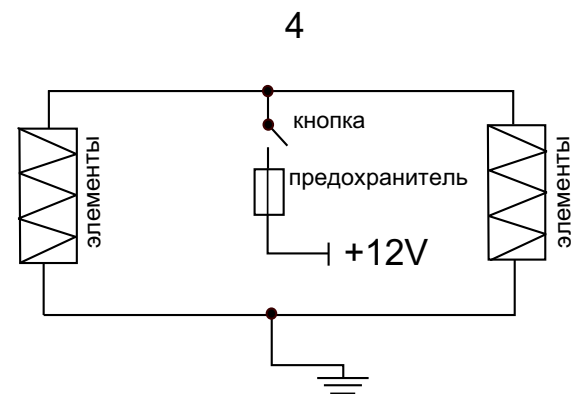 4
кнопка
предохранитель
элементы
элементы
+12V